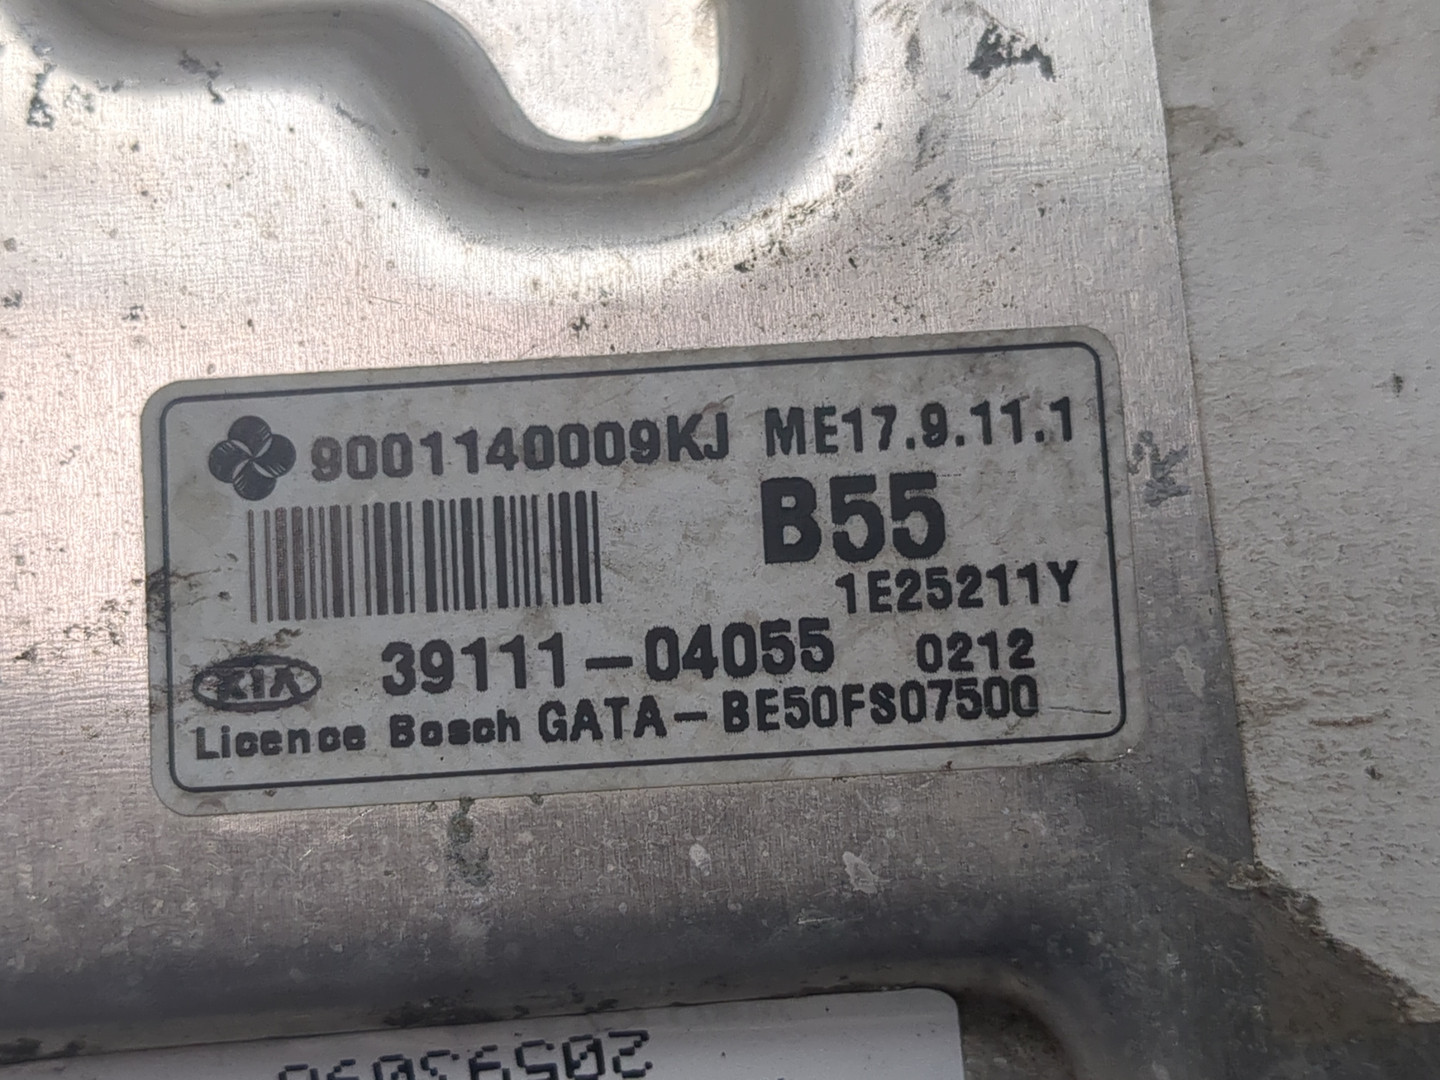 9001140009KJ ME17.9.11.1
B55
1E25211Y
KIA 39111-04055 0212
Licence Bosch GATA-BE50FS07500